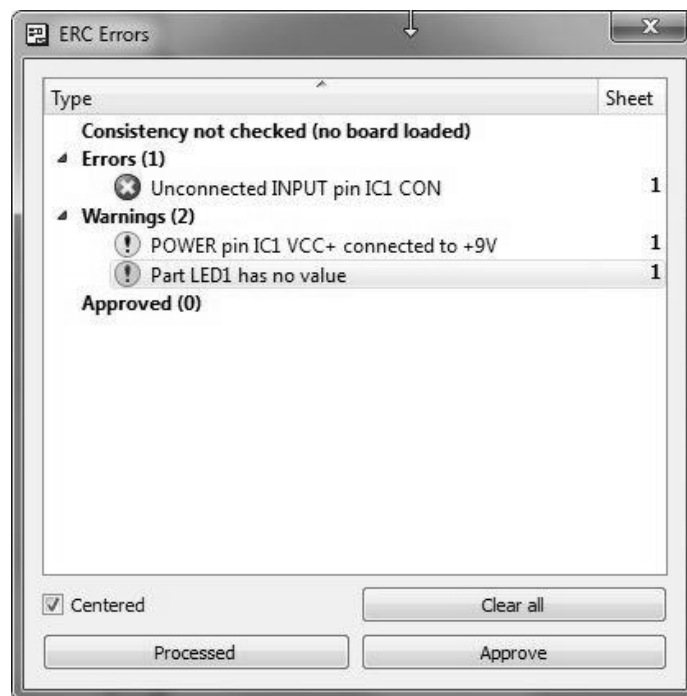 ERC Errors
Type Sheet
Consistency not checked (no board loaded)
Errors (1)
Unconnected INPUT pin IC1 CON 1
Warnings (2)
POWER pin IC1 VCC+ connected to +9V 1
Part LED1 has no value 1
Approved (0)
Centered Clear all
Processed Approve